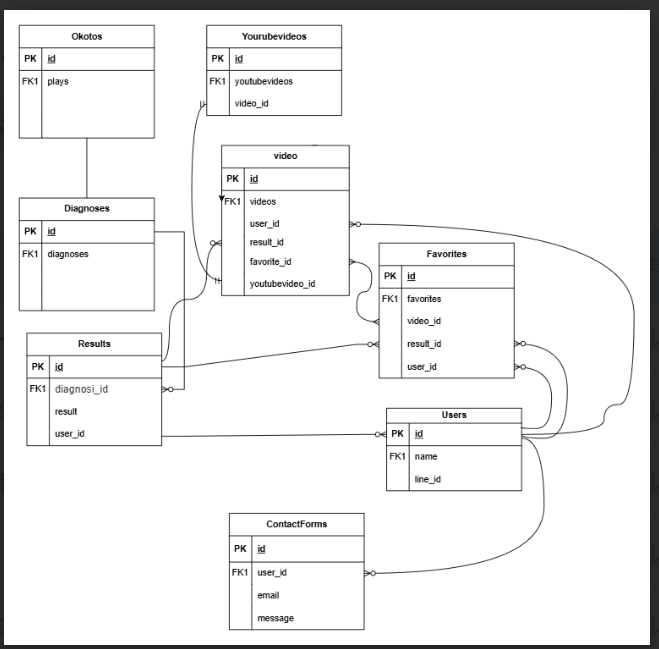 Okotos
PK id
FK1 plays
Yourubevideos
PK id
FK1 youtubevideos
video_id
video
PK id
FK1 videos
user_id
result_id
favorite_id
youtubevideo_id
Diagnoses
PK id
FK1 diagnoses
Favorites
PK id
FK1 favorites
video_id
result_id
user_id
Results
PK id
FK1 diagnosi_id
result
user_id
Users
PK id
FK1 name
line_id
ContactForms
PK id
FK1 user_id
email
message